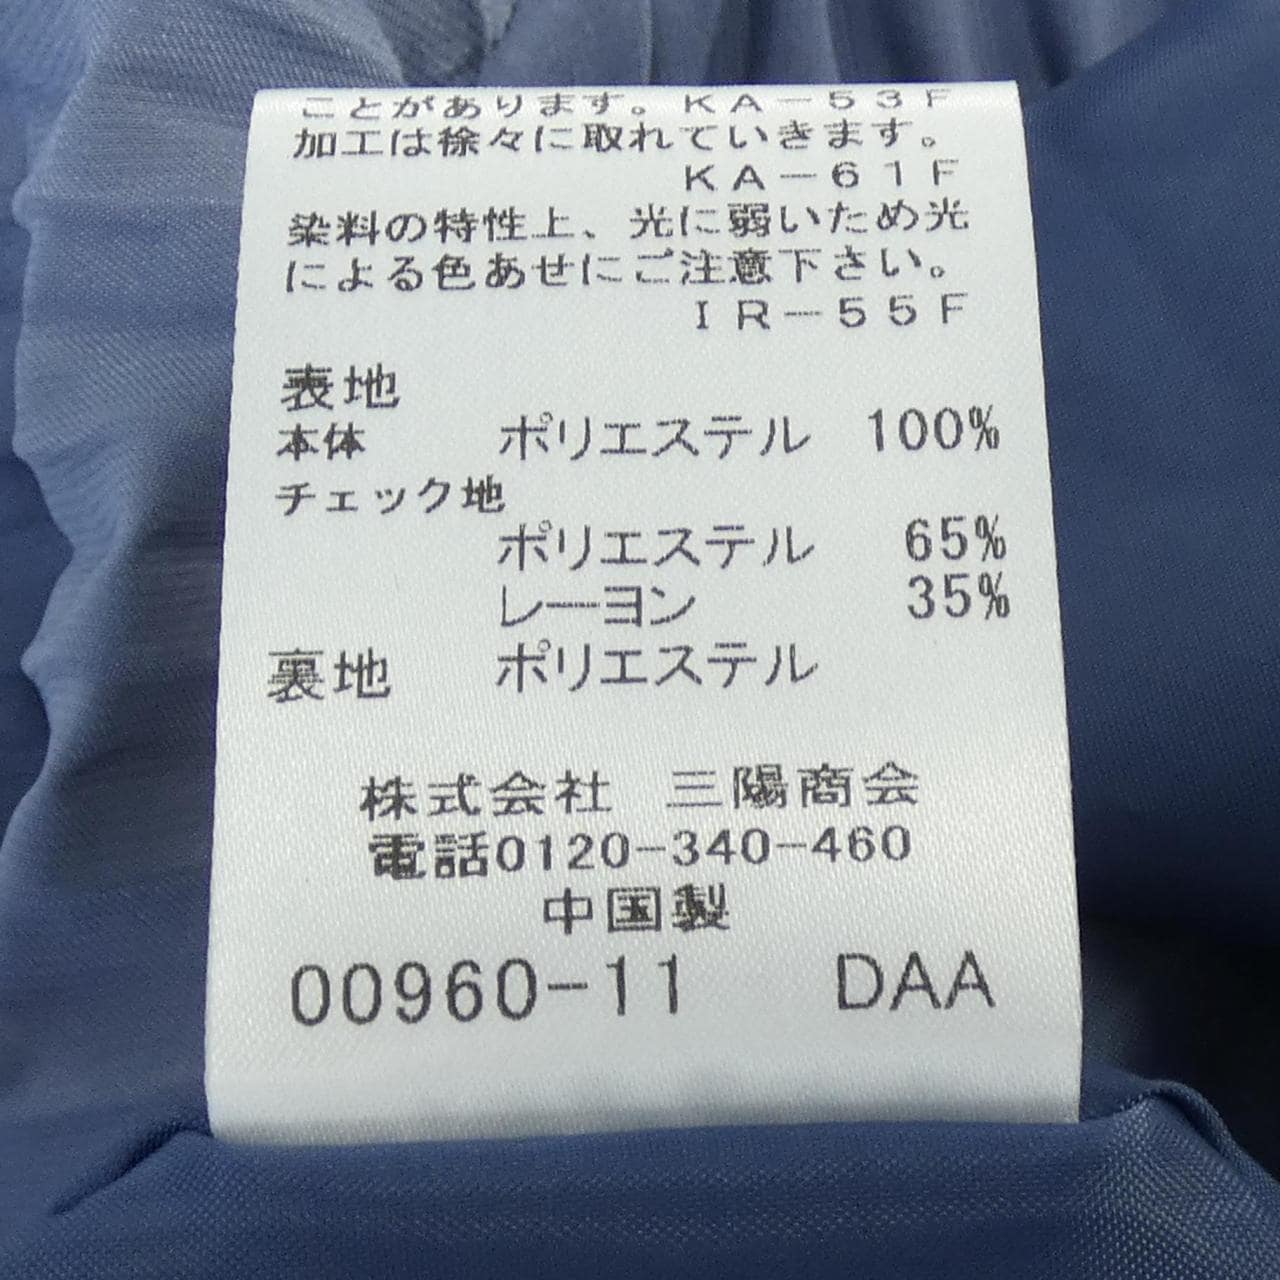 ことがあります。KA－53F
加工は徐々に取れていきます。
KA－61F
染料の特性上、光に弱いため光
による色あせにご注意下さい。
IR－55F
表地
本体 ポリエステル 100%
チェック地
ポリエステル 65%
レーヨン 35%
裏地 ポリエステル
株式会社 三陽商会
電話0120-340-460
中国製
00960-11 DAA